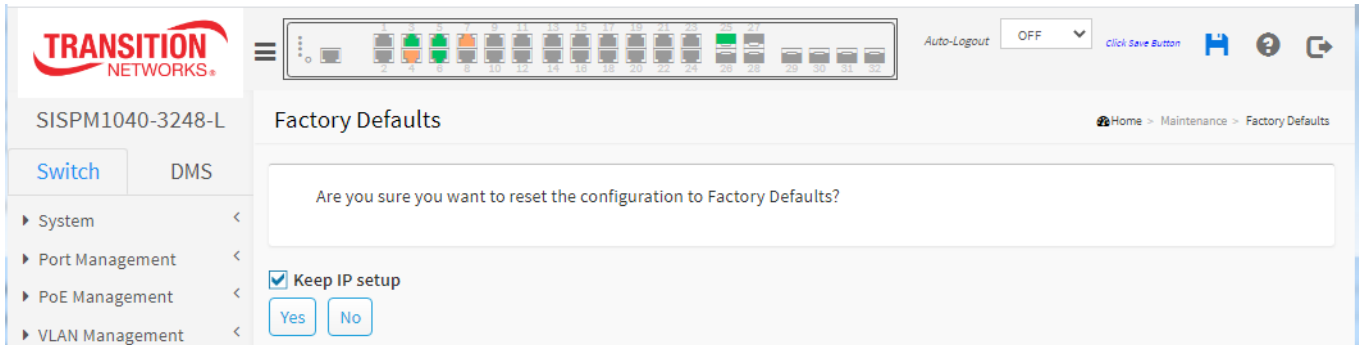 TRANSITION
NETWORKS®
1 3 5 7 9 11 13 15 17 19 21 23 25 27
2 4 6 8 10 12 14 16 18 20 22 24 26 28 29 30 31 32
Auto-Logout OFF Click Save Button
SISPM1040-3248-L
Factory Defaults
Home > Maintenance > Factory Defaults
Switch DMS
Are you sure you want to reset the configuration to Factory Defaults?
System
Port Management
Keep IP setup
PoE Management
Yes No
VLAN Management